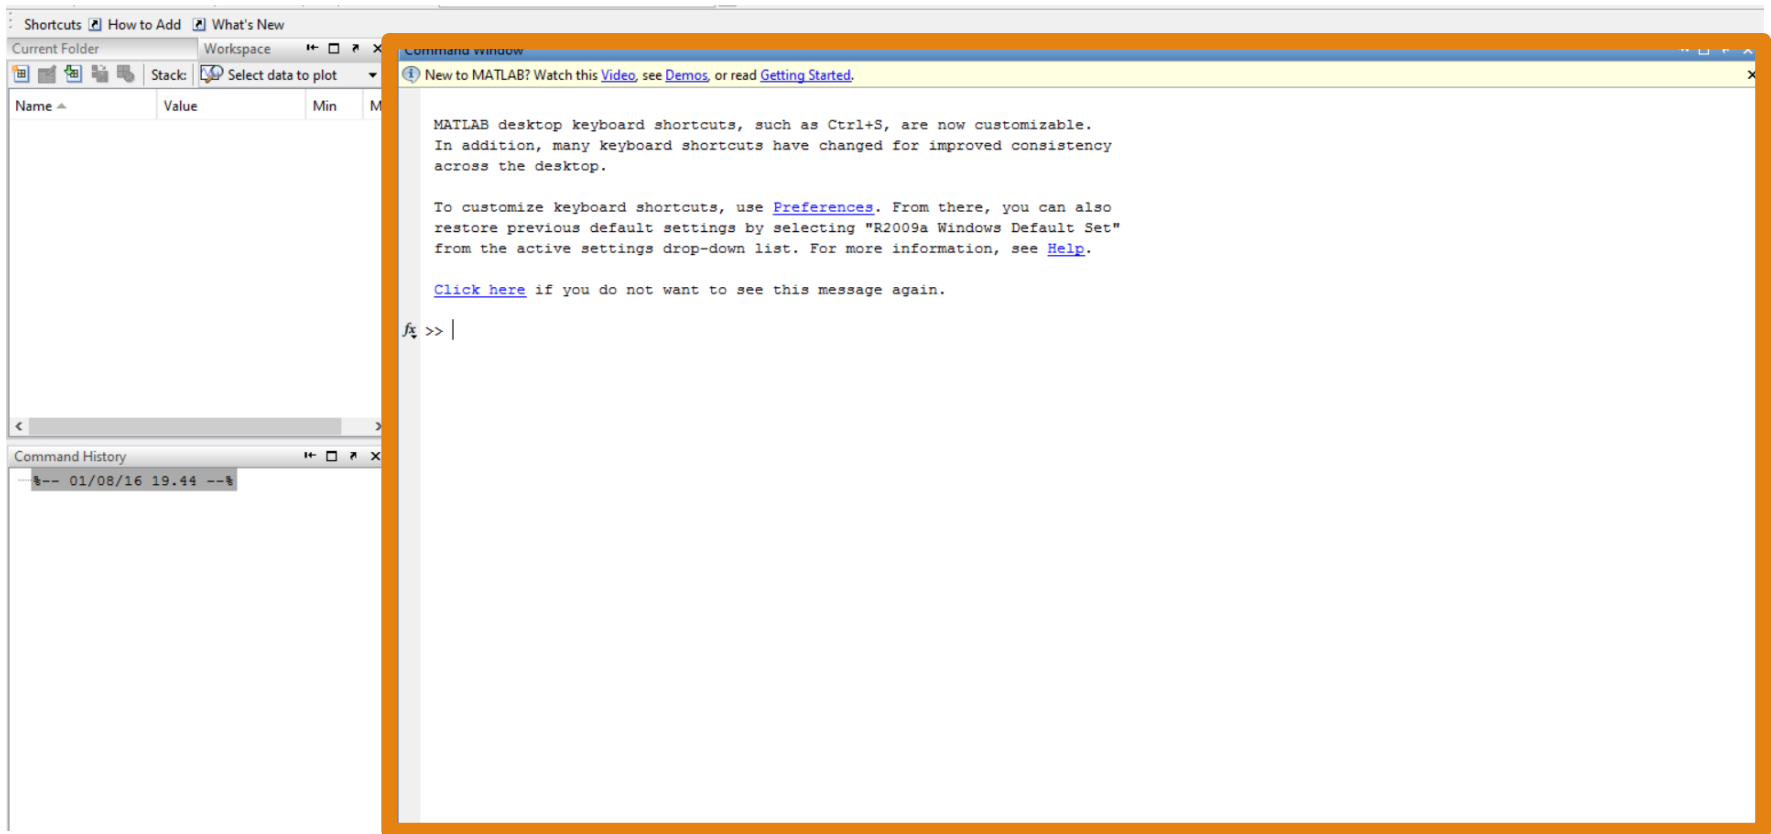 Shortcuts How to Add What's New
Current Folder Workspace
Stack: Select data to plot
Name Value Min M
Command History
%-- 01/08/16 19.44 --%
Command Window
New to MATLAB? Watch this Video, see Demos, or read Getting Started.
MATLAB desktop keyboard shortcuts, such as Ctrl+S, are now customizable.
In addition, many keyboard shortcuts have changed for improved consistency
across the desktop.
To customize keyboard shortcuts, use Preferences. From there, you can also
restore previous default settings by selecting "R2009a Windows Default Set"
from the active settings drop-down list. For more information, see Help.
Click here if you do not want to see this message again.
fx >>